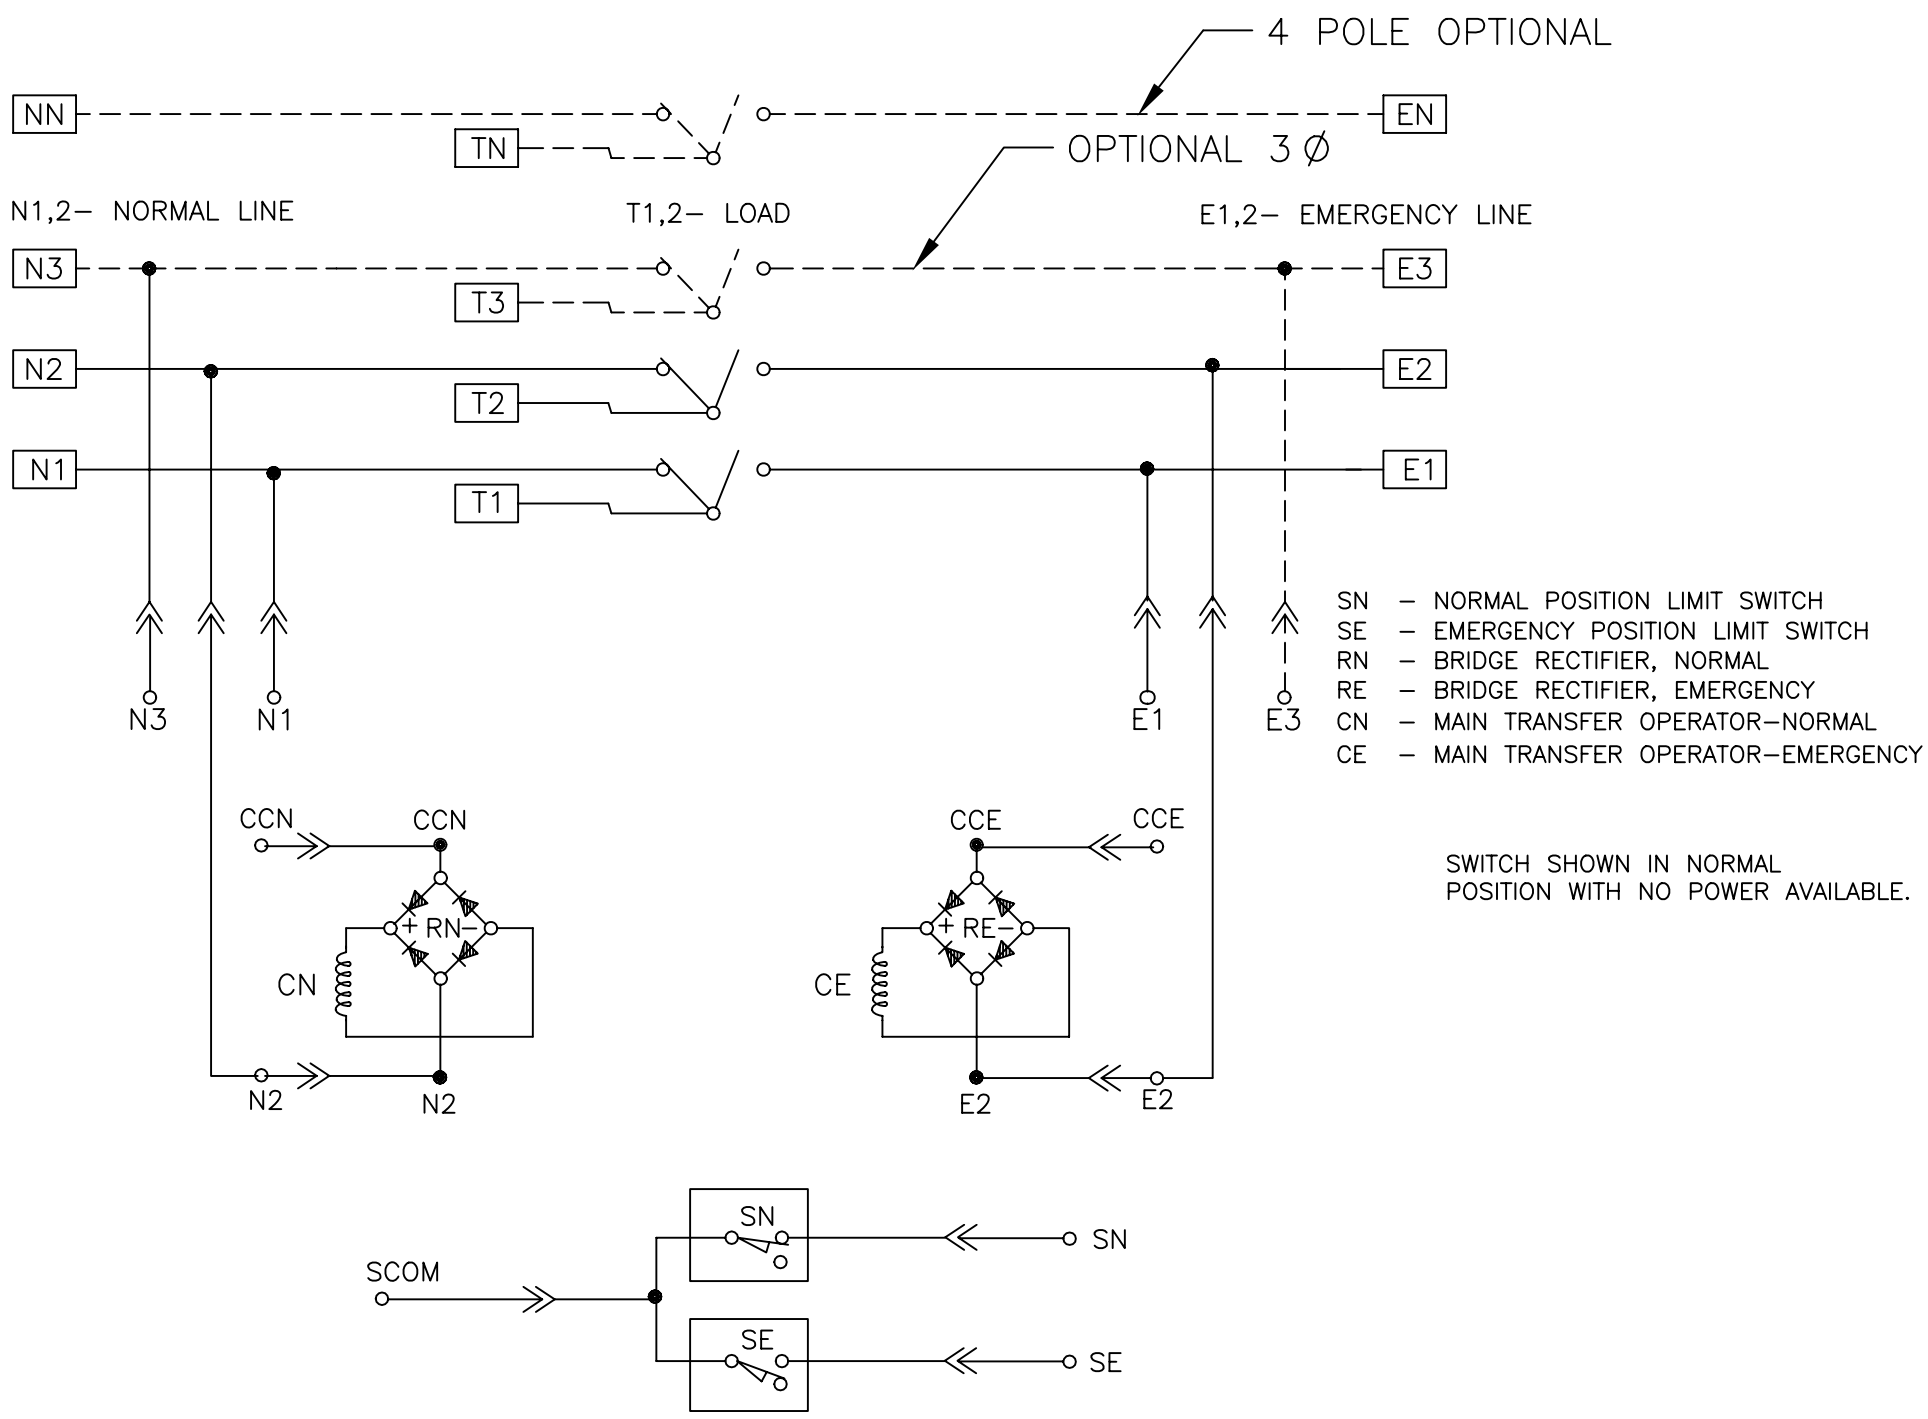 4 POLE OPTIONAL
NN
EN
TN
OPTIONAL 3 Ø
N1,2– NORMAL LINE
T1,2– LOAD
E1,2– EMERGENCY LINE
N3
E3
T3
N2
E2
T2
N1
E1
T1
SN – NORMAL POSITION LIMIT SWITCH
SE – EMERGENCY POSITION LIMIT SWITCH
RN – BRIDGE RECTIFIER, NORMAL
RE – BRIDGE RECTIFIER, EMERGENCY
CN – MAIN TRANSFER OPERATOR–NORMAL
CE – MAIN TRANSFER OPERATOR–EMERGENCY
N3
N1
E1
E3
CCN
CCN
CCE
CCE
SWITCH SHOWN IN NORMAL
POSITION WITH NO POWER AVAILABLE.
+ RN –
+ RE –
CN
CE
N2
N2
E2
E2
SN
SN
SCOM
SE
SE